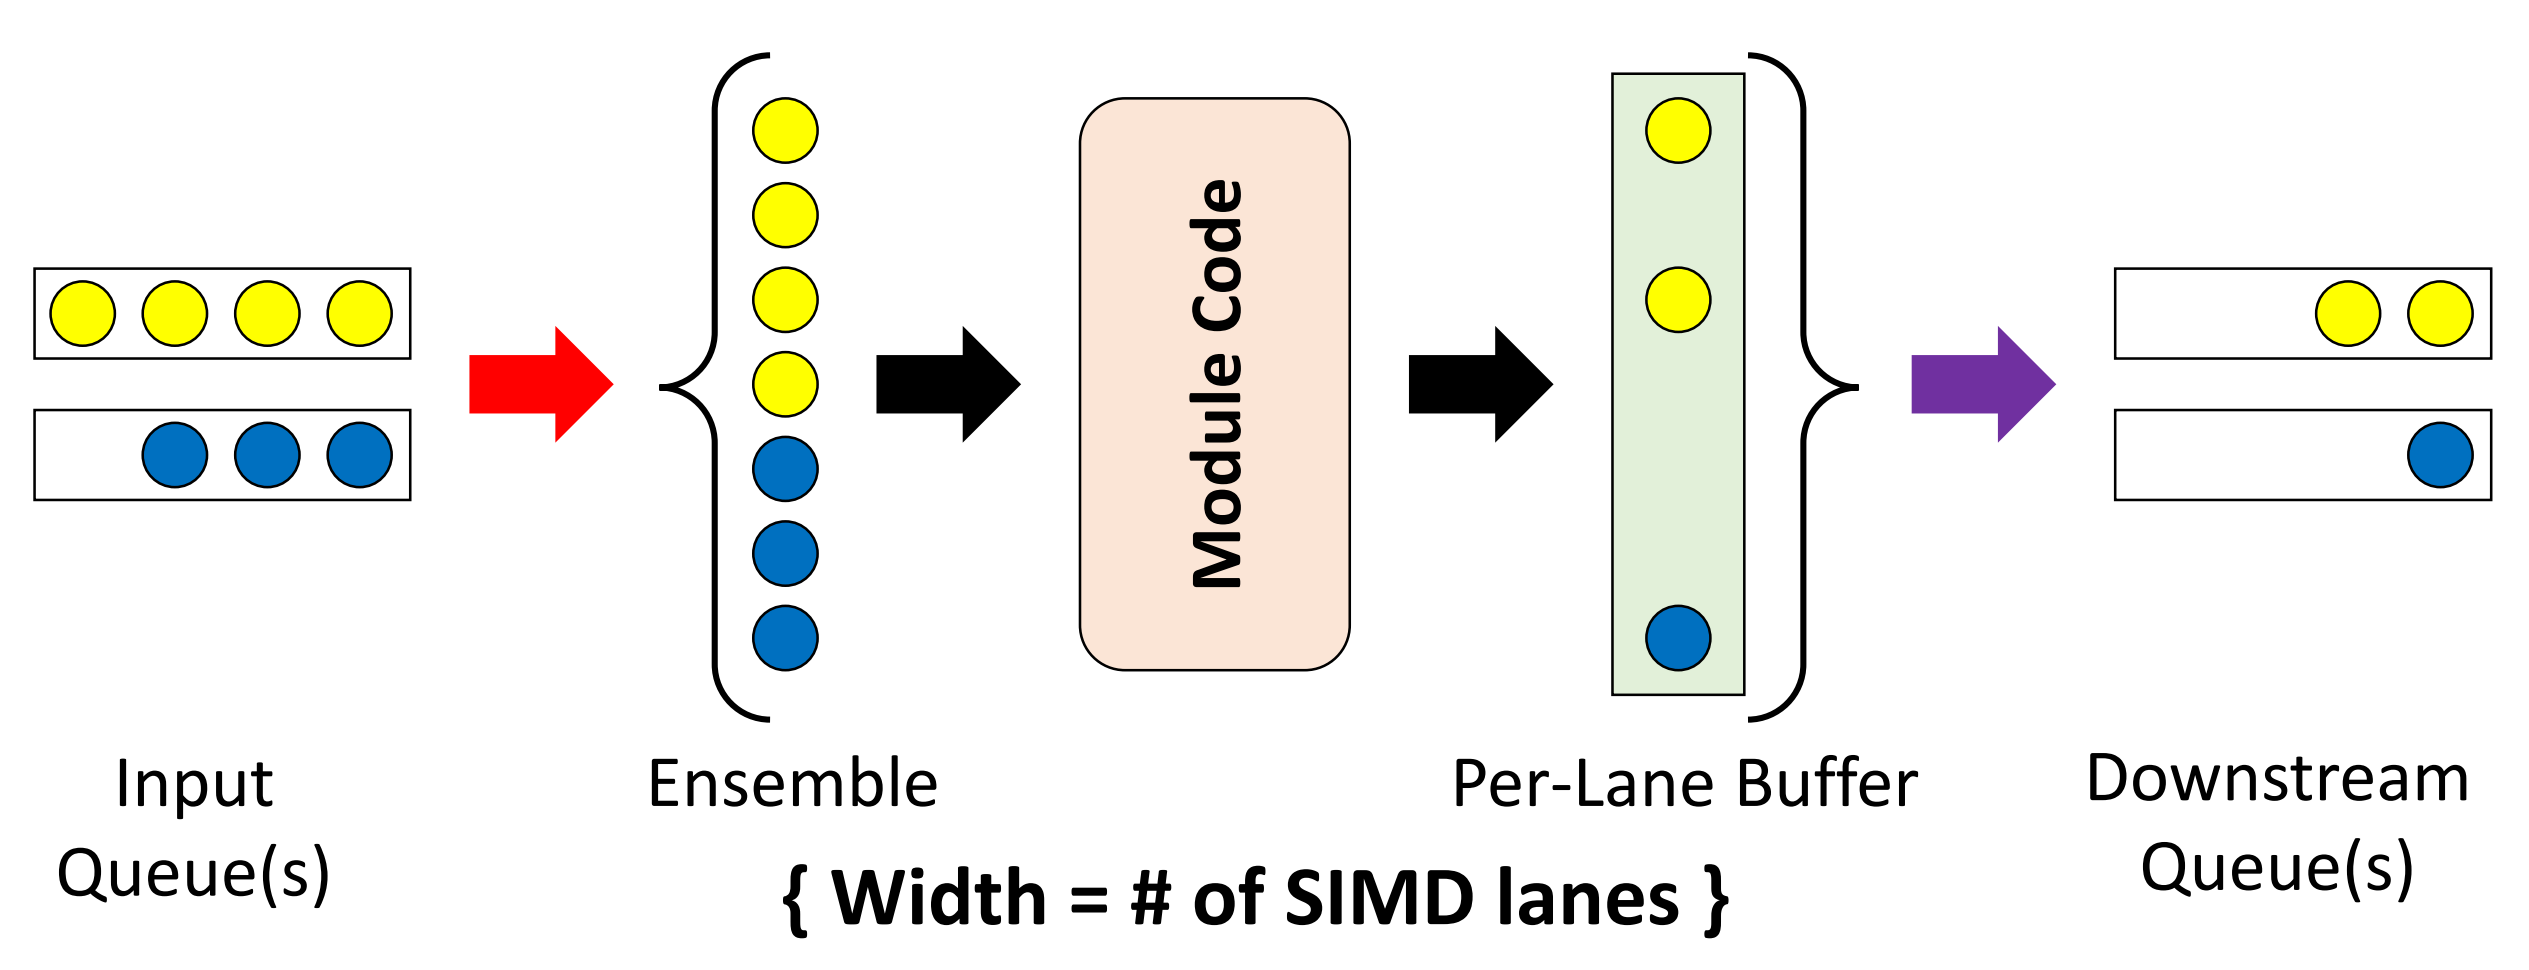 Module Code
Input
Queue(s)
Ensemble
Per-Lane Buffer
Downstream
Queue(s)
{ Width = # of SIMD lanes }